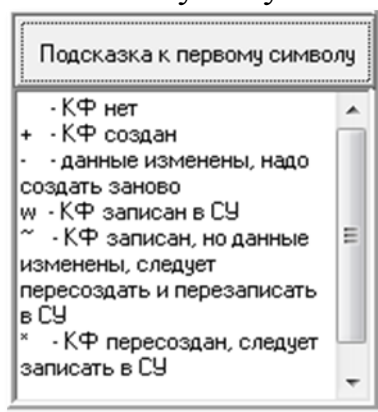 Подсказка к первому символу
- КФ нет
+ - КФ создан
- - данные изменены, надо
создать заново
w - КФ записан в СУ
~ - КФ записан, но данные
изменены, следует
пересоздать и перезаписать
в СУ
* - КФ пересоздан, следует
записать в СУ